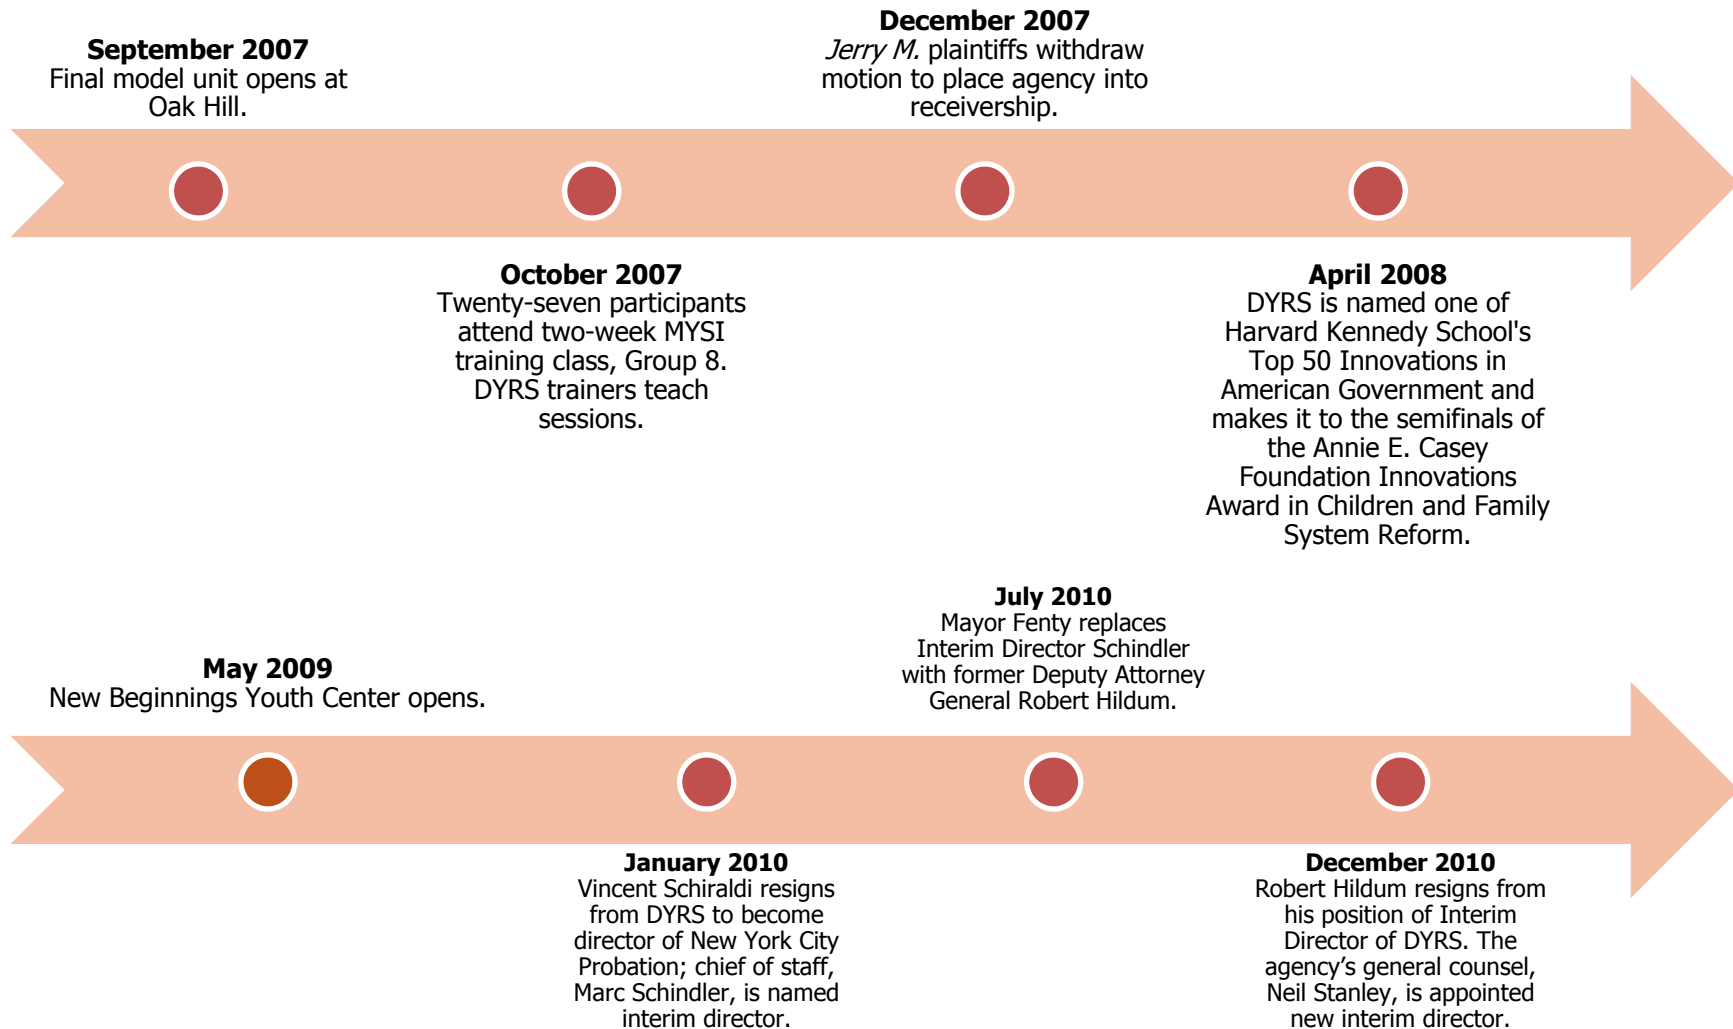 September 2007
Final model unit opens at
Oak Hill.
December 2007
Jerry M. plaintiffs withdraw
motion to place agency into
receivership.
October 2007
Twenty-seven participants
attend two-week MYSI
training class, Group 8.
DYRS trainers teach
sessions.
April 2008
DYRS is named one of
Harvard Kennedy School's
Top 50 Innovations in
American Government and
makes it to the semifinals of
the Annie E. Casey
Foundation Innovations
Award in Children and Family
System Reform.
May 2009
New Beginnings Youth Center opens.
July 2010
Mayor Fenty replaces
Interim Director Schindler
with former Deputy Attorney
General Robert Hildum.
January 2010
Vincent Schiraldi resigns
from DYRS to become
director of New York City
Probation; chief of staff,
Marc Schindler, is named
interim director.
December 2010
Robert Hildum resigns from
his position of Interim
Director of DYRS. The
agency’s general counsel,
Neil Stanley, is appointed
new interim director.